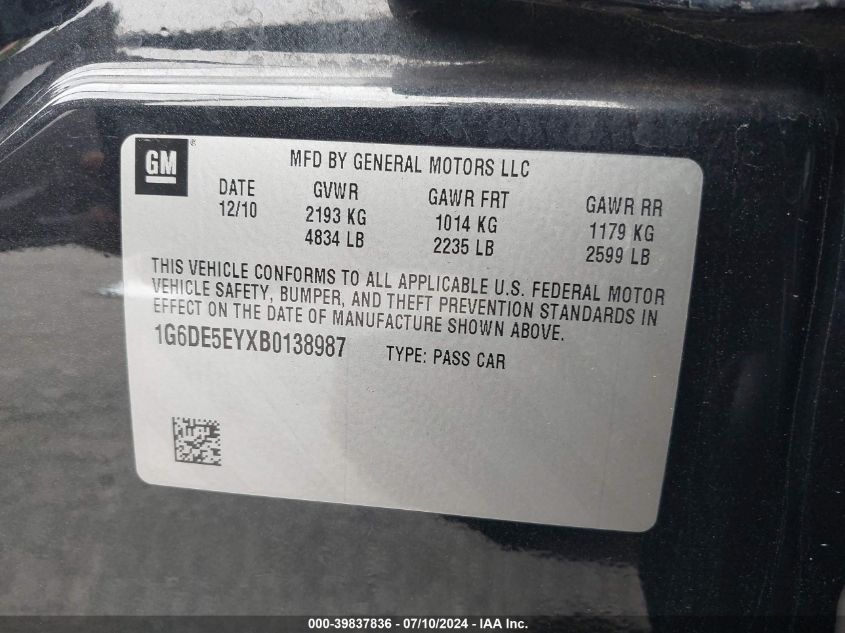 GM®
MFD BY GENERAL MOTORS LLC
DATE GVWR GAWR FRT GAWR RR
12/10 2193 KG 1014 KG 1179 KG
4834 LB 2235 LB 2599 LB
THIS VEHICLE CONFORMS TO ALL APPLICABLE U.S. FEDERAL MOTOR
VEHICLE SAFETY, BUMPER, AND THEFT PREVENTION STANDARDS IN
EFFECT ON THE DATE OF MANUFACTURE SHOWN ABOVE.
1G6DE5EYXB0138987 TYPE: PASS CAR
000-39837836 - 07/10/2024 - IAA Inc.